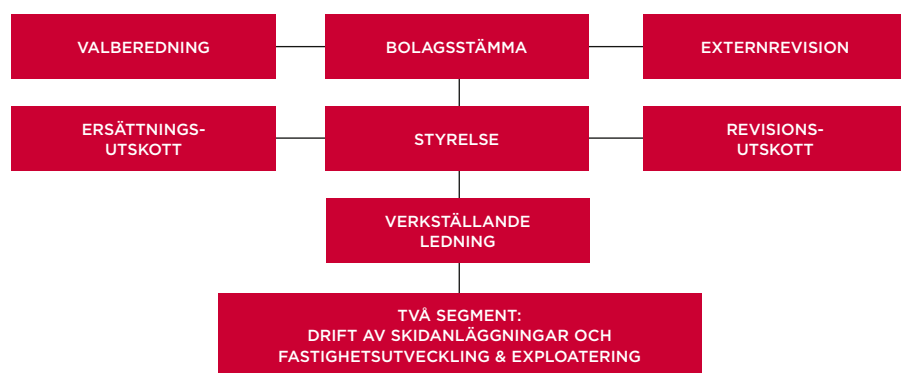 VALBEREDNING
BOLAGSSTÄMMA
EXTERNREVISION
ERSÄTTNINGS-
UTSKOTT
STYRELSE
REVISIONS-
UTSKOTT
VERKSTÄLLANDE
LEDNING
TVÅ SEGMENT:
DRIFT AV SKIDANLÄGGNINGAR OCH
FASTIGHETSUTVECKLING & EXPLOATERING